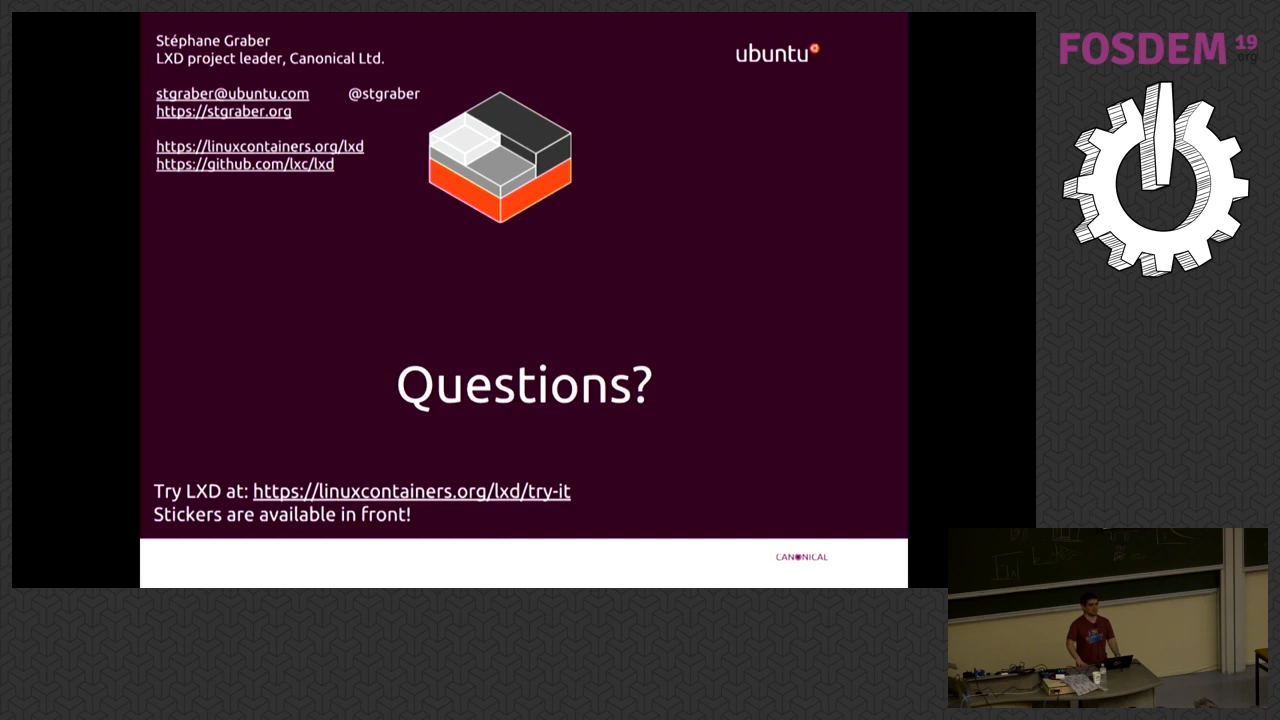 Stéphane Graber
LXD project leader, Canonical Ltd.
stgraber@ubuntu.com @stgraber
https://stgraber.org
https://linuxcontainers.org/lxd
https://github.com/lxc/lxd
ubuntu
Questions?
Try LXD at: https://linuxcontainers.org/lxd/try-it
Stickers are available in front!
CANONICAL
FOSDEM 19
.org